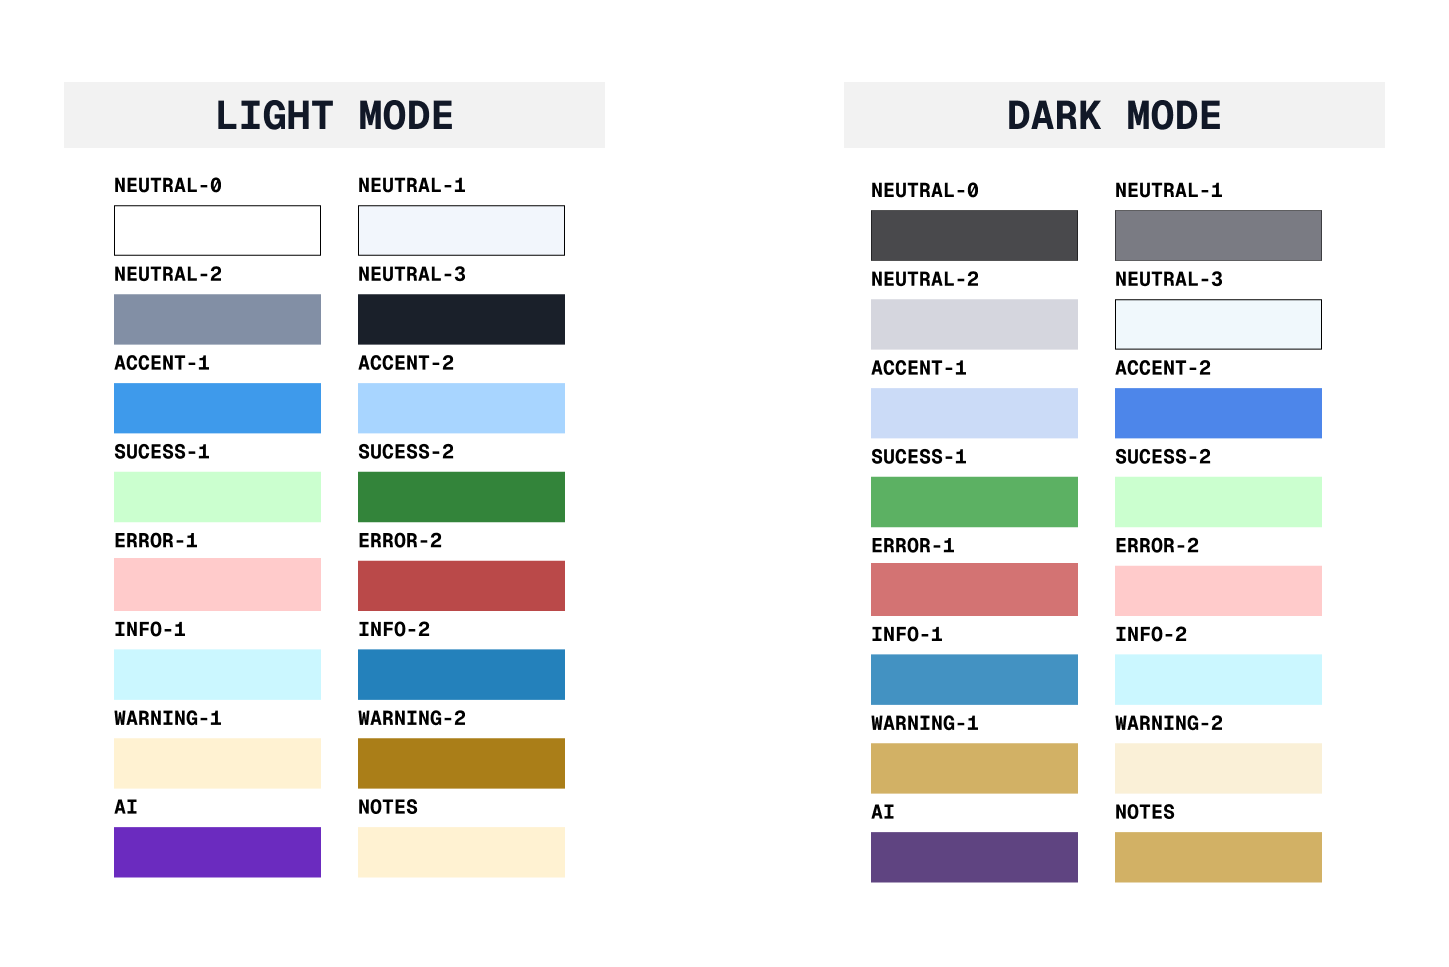 LIGHT MODE
NEUTRAL-0 NEUTRAL-1
NEUTRAL-2 NEUTRAL-3
ACCENT-1 ACCENT-2
SUCESS-1 SUCESS-2
ERROR-1 ERROR-2
INFO-1 INFO-2
WARNING-1 WARNING-2
AI NOTES
DARK MODE
NEUTRAL-0 NEUTRAL-1
NEUTRAL-2 NEUTRAL-3
ACCENT-1 ACCENT-2
SUCESS-1 SUCESS-2
ERROR-1 ERROR-2
INFO-1 INFO-2
WARNING-1 WARNING-2
AI NOTES